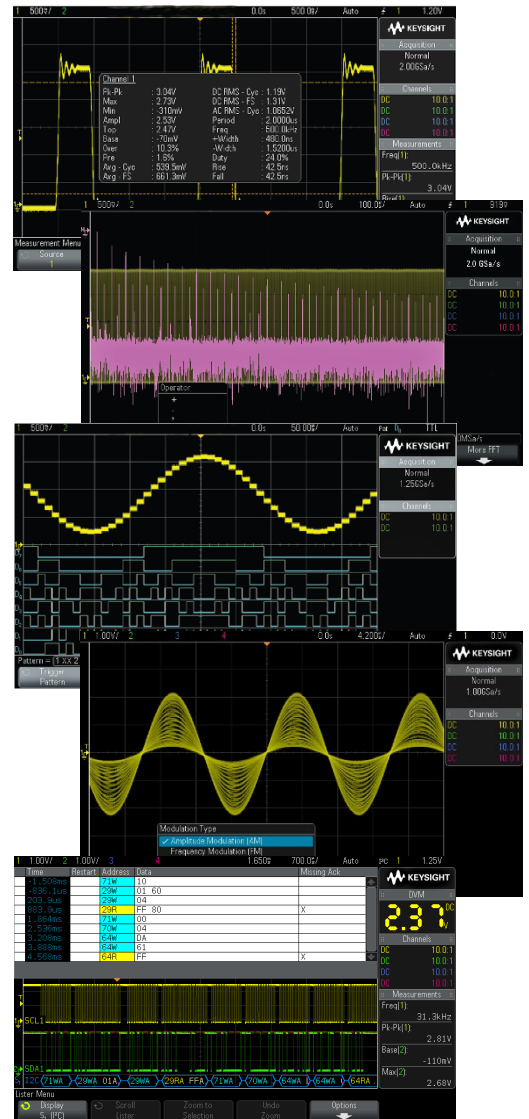 1 500V/ 2 0.0s 500.0V/ Auto 1 1.20V
KEYSIGHT
Acquisition
Normal
2.00GSa/s
Channels
DC 10.0:1
DC 10.0:1
DC 10.0:1
DC 10.0:1
Measurements
Freq(1):
500.0kHz
Pk-Pk(1):
3.04V
Channel 1
Pk-Pk : 3.04V DC RMS - Cyc : 1.19V
Max : 2.73V DC RMS - FS : 1.31V
Min : -310mV AC RMS - Cyc : 1.0652V
Ampl : 2.53V Period : 2.0000us
Top : 2.47V Freq : 500.0kHz
Base : -70mV +Width : 480.0ns
Over : 10.3% -Width : 1.5200us
Pre : 1.6% Duty : 24.0%
Avg - Cyc : 539.5mV Rise : 42.5ns
Avg - FS : 661.3mV Fall : 42.5ns
Measurement Menu
Source
1
1 500V/ 2 0.0s 100.0 Auto 1
KEYSIGHT
Acquisition
Normal
2.0 GSa/s
Channels
DC 10.0:1
DC 10.0:1
DC 10.0:1
DC 10.0:1
Operator
+
More FFT
1 500V/ 2 0.0s 50.00V/ Auto Pat D0 TTL
KEYSIGHT
Acquisition
Normal
1.25GSa/s
Channels
DC 10.0:1
DC 10.0:1
Pattern =
Trigger
Pattern
1 1.00V/ 2 3 4 0.0s 4.200V/ Auto 1 0.0V
KEYSIGHT
Acquisition
Normal
1.00GSa/s
Channels
DC 10.0:1
DC 10.0:1
DC 10.0:1
DC 10.0:1
Modulation Type
Amplitude Modulation (AM)
Frequency Modulation (FM)
1 1.00V/ 2 1.00V/ 3 4 1.650 700.0V/ Auto I²C 1 1.25V
Time Restart Address Data Missing Ack
-1.508ms 71W 10
-836.1us 29W 01 60
203.9us 29W 04
883.9us 29R FF 80 X
1.864ms 71W 00
2.536ms 70W 04
3.208ms 64W DA
3.888ms 64W 61
4.568ms 64R FF X
KEYSIGHT
DVM
2.37 V DC
Channels
DC 10.0:1
DC 10.0:1
DC 10.0:1
DC 10.0:1
Measurements
Freq(1):
31.3kHz
Pk-Pk(1):
2.81V
Base(2):
-110mV
Max(2):
2.68V
SCL1
SDA1
I2C 71WA 29WA 01A 29WA 29RA FFA 71WA 70WA 64WA 64WA 64RA
Lister Menu
Display
S1 (I²C)
Scroll
Lister
Zoom to
Selection
Undo
Zoom
Options